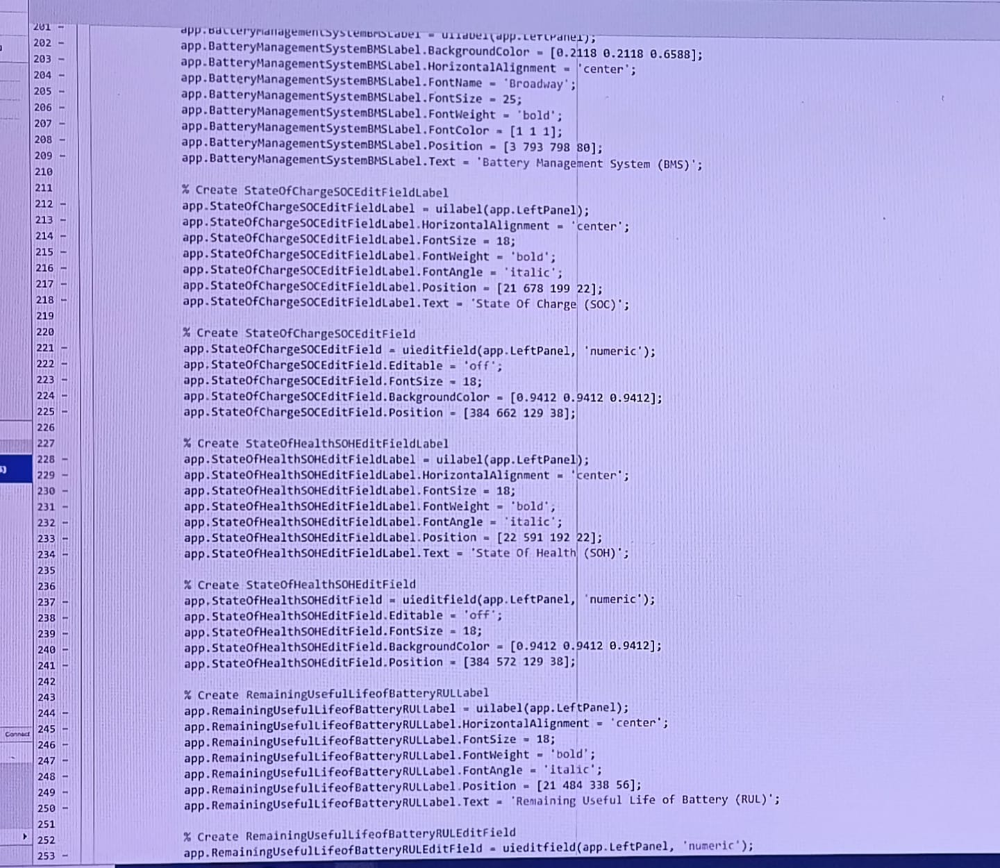 201 - app.BatteryManagementSystemBMSLabel = uilabel(app.LeftPanel);
202 - app.BatteryManagementSystemBMSLabel.BackgroundColor = [0.2118 0.2118 0.6588];
203 - app.BatteryManagementSystemBMSLabel.HorizontalAlignment = 'center';
204 - app.BatteryManagementSystemBMSLabel.FontName = 'Broadway';
205 - app.BatteryManagementSystemBMSLabel.FontSize = 25;
206 - app.BatteryManagementSystemBMSLabel.FontWeight = 'bold';
207 - app.BatteryManagementSystemBMSLabel.FontColor = [1 1 1];
208 - app.BatteryManagementSystemBMSLabel.Position = [3 793 798 80];
209 - app.BatteryManagementSystemBMSLabel.Text = 'Battery Management System (BMS)';
210
211 % Create StateOfChargeSOCEditFieldLabel
212 - app.StateOfChargeSOCEditFieldLabel = uilabel(app.LeftPanel);
213 - app.StateOfChargeSOCEditFieldLabel.HorizontalAlignment = 'center';
214 - app.StateOfChargeSOCEditFieldLabel.FontSize = 18;
215 - app.StateOfChargeSOCEditFieldLabel.FontWeight = 'bold';
216 - app.StateOfChargeSOCEditFieldLabel.FontAngle = 'italic';
217 - app.StateOfChargeSOCEditFieldLabel.Position = [21 678 199 22];
218 - app.StateOfChargeSOCEditFieldLabel.Text = 'State Of Charge (SOC)';
219
220 % Create StateOfChargeSOCEditField
221 - app.StateOfChargeSOCEditField = uieditfield(app.LeftPanel, 'numeric');
222 - app.StateOfChargeSOCEditField.Editable = 'off';
223 - app.StateOfChargeSOCEditField.FontSize = 18;
224 - app.StateOfChargeSOCEditField.BackgroundColor = [0.9412 0.9412 0.9412];
225 - app.StateOfChargeSOCEditField.Position = [384 662 129 38];
226
227 % Create StateOfHealthSOHEditFieldLabel
228 - app.StateOfHealthSOHEditFieldLabel = uilabel(app.LeftPanel);
229 - app.StateOfHealthSOHEditFieldLabel.HorizontalAlignment = 'center';
230 - app.StateOfHealthSOHEditFieldLabel.FontSize = 18;
231 - app.StateOfHealthSOHEditFieldLabel.FontWeight = 'bold';
232 - app.StateOfHealthSOHEditFieldLabel.FontAngle = 'italic';
233 - app.StateOfHealthSOHEditFieldLabel.Position = [22 591 192 22];
234 - app.StateOfHealthSOHEditFieldLabel.Text = 'State Of Health (SOH)';
235
236 % Create StateOfHealthSOHEditField
237 - app.StateOfHealthSOHEditField = uieditfield(app.LeftPanel, 'numeric');
238 - app.StateOfHealthSOHEditField.Editable = 'off';
239 - app.StateOfHealthSOHEditField.FontSize = 18;
240 - app.StateOfHealthSOHEditField.BackgroundColor = [0.9412 0.9412 0.9412];
241 - app.StateOfHealthSOHEditField.Position = [384 572 129 38];
242
243 % Create RemainingUsefulLifeofBatteryRULLabel
244 - app.RemainingUsefulLifeofBatteryRULLabel = uilabel(app.LeftPanel);
Connect
245 - app.RemainingUsefulLifeofBatteryRULLabel.HorizontalAlignment = 'center';
246 - app.RemainingUsefulLifeofBatteryRULLabel.FontSize = 18;
247 - app.RemainingUsefulLifeofBatteryRULLabel.FontWeight = 'bold';
248 - app.RemainingUsefulLifeofBatteryRULLabel.FontAngle = 'italic';
249 - app.RemainingUsefulLifeofBatteryRULLabel.Position = [21 484 338 56];
250 - app.RemainingUsefulLifeofBatteryRULLabel.Text = 'Remaining Useful Life of Battery (RUL)';
251
252 % Create RemainingUsefulLifeofBatteryRULEditField
253 - app.RemainingUsefulLifeofBatteryRULEditField = uieditfield(app.LeftPanel, 'numeric');